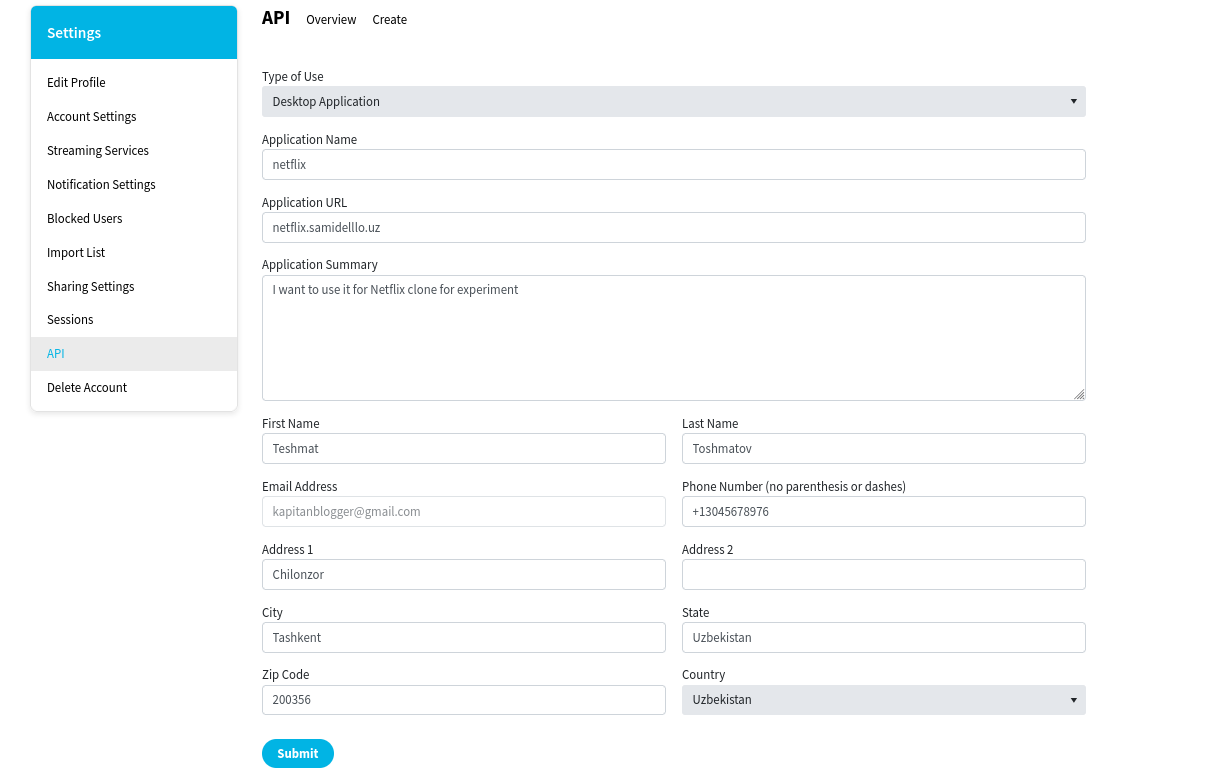 Settings
Edit Profile
Account Settings
Streaming Services
Notification Settings
Blocked Users
Import List
Sharing Settings
Sessions
API
Delete Account
API Overview Create
Type of Use
Desktop Application
Application Name
netflix
Application URL
netflix.samidelllo.uz
Application Summary
I want to use it for Netflix clone for experiment
First Name Last Name
Teshmat Toshmatov
Email Address Phone Number (no parenthesis or dashes)
kapitanblogger@gmail.com +13045678976
Address 1 Address 2
Chilonzor
City State
Tashkent Uzbekistan
Zip Code Country
200356 Uzbekistan
Submit